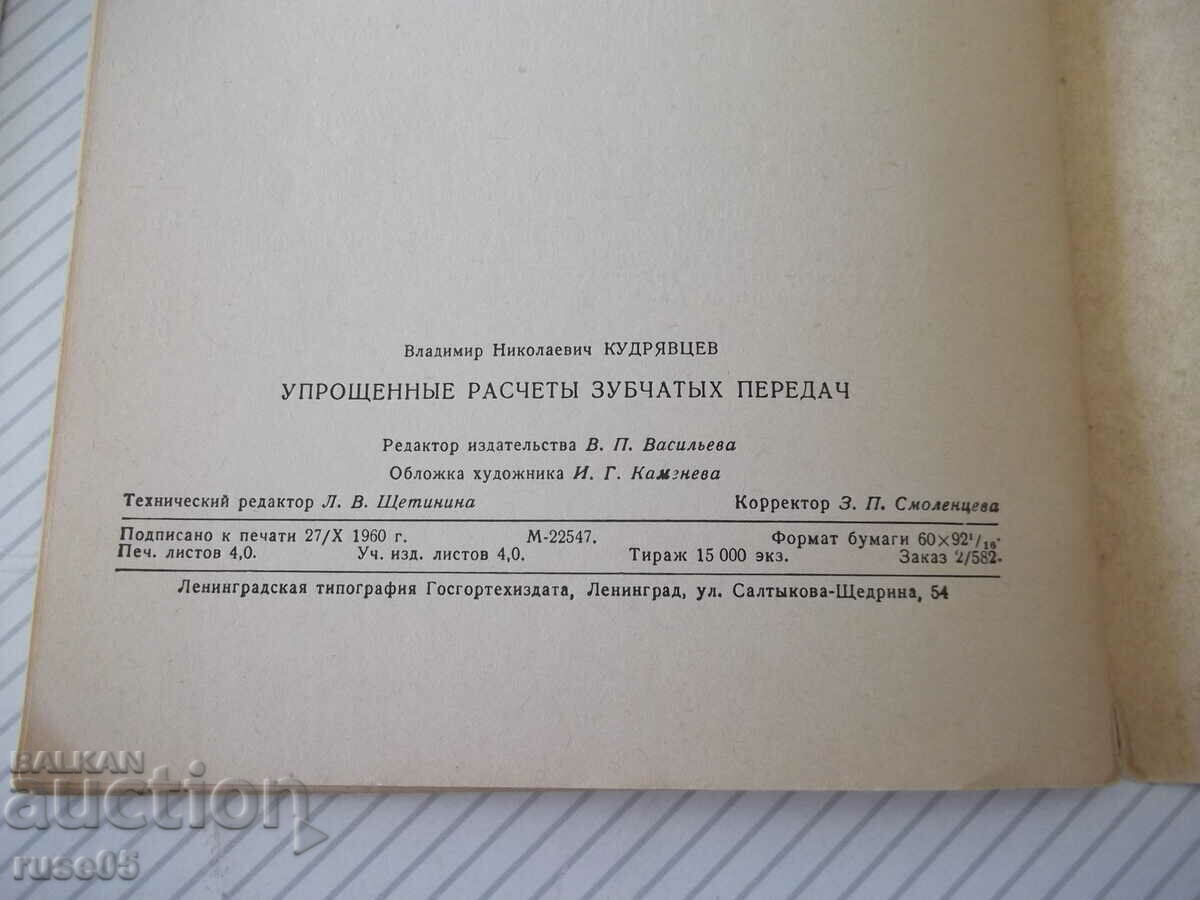 Владимир Николаевич КУДРЯВЦЕВ
УПРОЩЕННЫЕ РАСЧЕТЫ ЗУБЧАТЫХ ПЕРЕДАЧ
Редактор издательства В. П. Васильева
Обложка художника И. Г. Камэнева
Технический редактор Л. В. Щетинина Корректор З. П. Смоленцева
Подписано к печати 27/X 1960 г. М-22547. Формат бумаги 60×92¹/₁₆.
Печ. листов 4,0. Уч. изд. листов 4,0. Тираж 15 000 экз. Заказ 2/582.
Ленинградская типография Госгортехиздата, Ленинград, ул. Салтыкова-Щедрина, 54
BALKAN
auction
ruse05